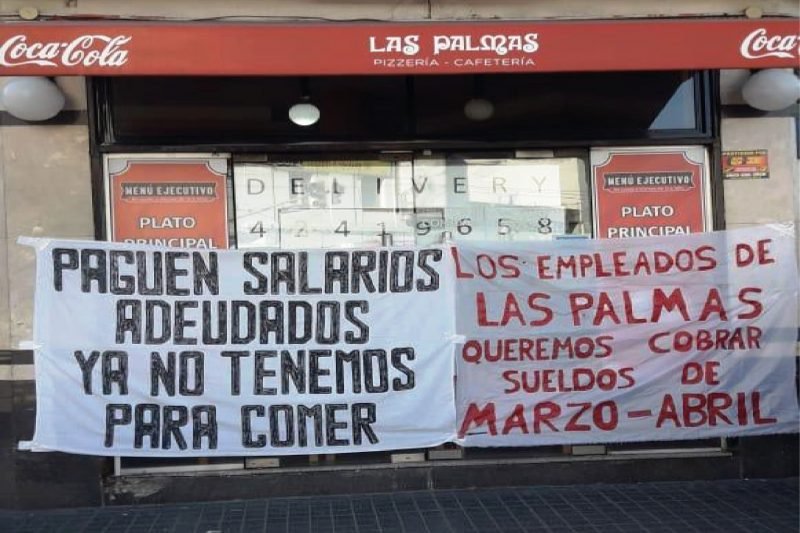 Coca-Cola
LAS PALMAS
PIZZERÍA - CAFETERÍA
Coca-
MENÚ EJECUTIVO
PLATO
PRINCIPAL
DELIVERY
42419658
MENÚ EJECUTIVO
PLATO
PRINCIPAL
PAGUEN SALARIOS
ADEUDADOS
YA NO TENEMOS
PARA COMER
LOS EMPLEADOS DE
LAS PALMAS
QUEREMOS COBRAR
SUELDOS DE
MARZO-ABRIL